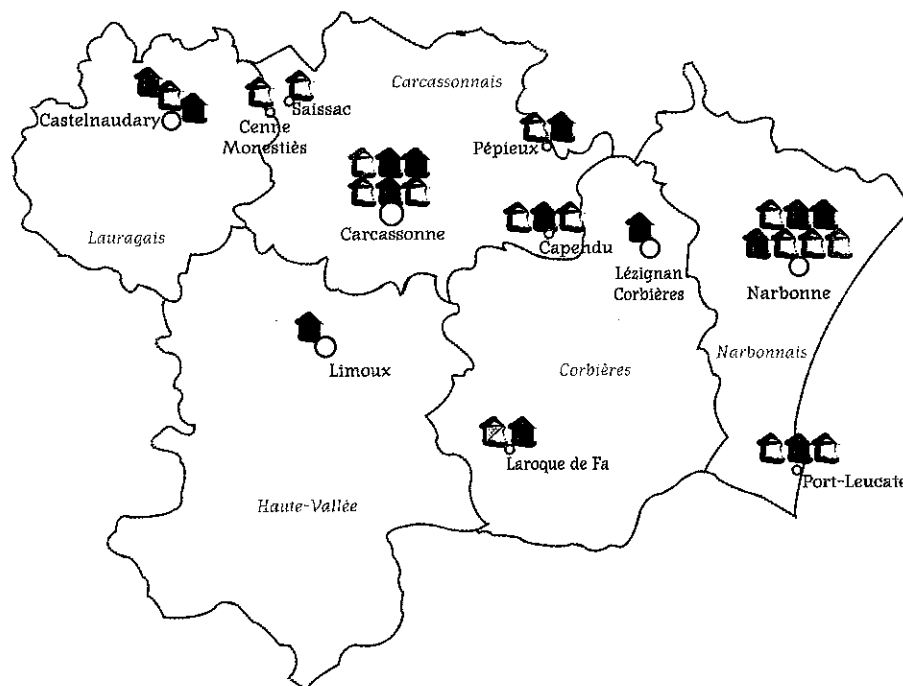 Carcassonnais
Castelnaudary
Saissac
Cenne
Monestiès
Pépieux
Lauragais
Carcassonne
Capendu
Lézignan
Corbières
Narbonne
Limoux
Corbières
Narbonnais
Laroque de Fa
Port-Leucate
Haute-Vallée